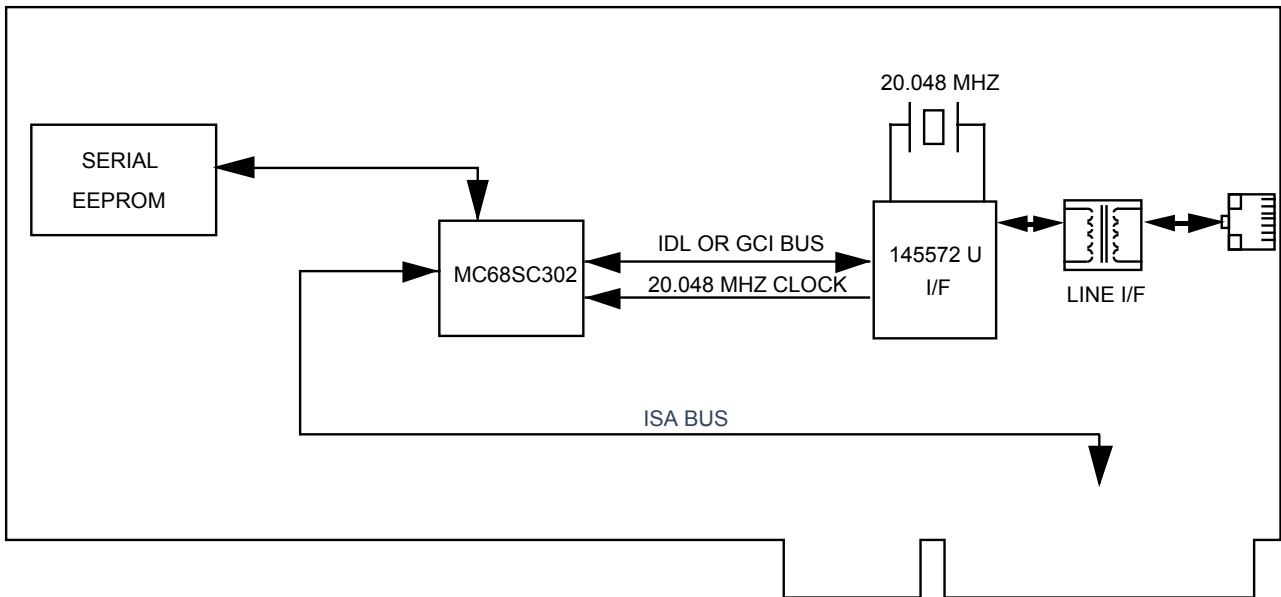 20.048 MHZ
SERIAL
EEPROM
MC68SC302
IDL OR GCI BUS
20.048 MHZ CLOCK
145572 U
I/F
LINE I/F
ISA BUS